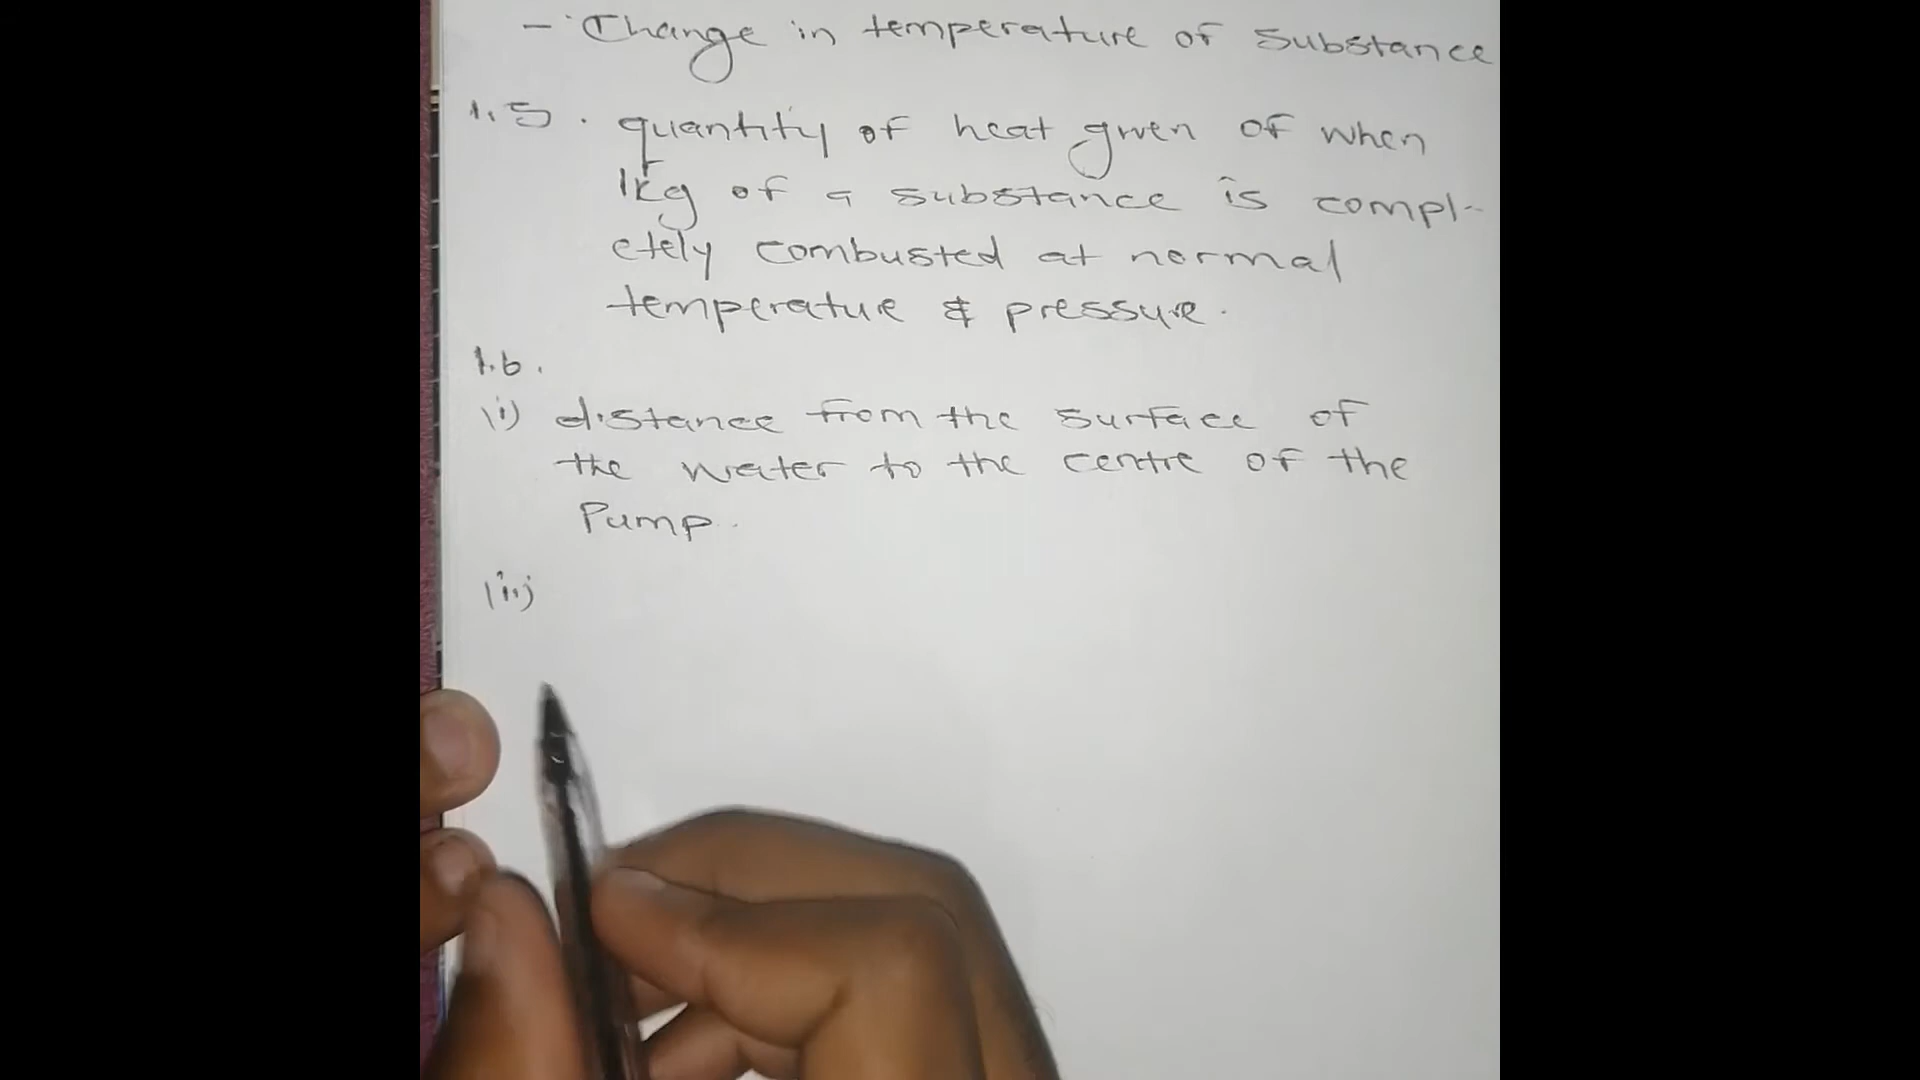 - Change in temperature of substance
1.5. quantity of heat given of when
1kg of a substance is compl-
etely combusted at normal
temperature & pressure.
1.6.
(i) distance from the surface of
the water to the centre of the
Pump.
(ii)